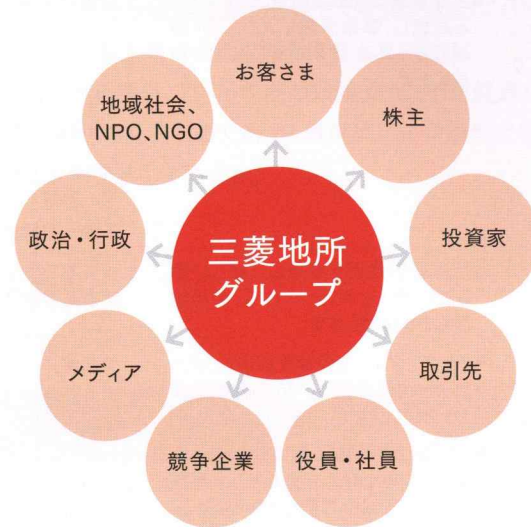 お客さま
株主
投資家
取引先
役員・社員
競争企業
メディア
政治・行政
地域社会、
NPO、NGO
三菱地所
グループ